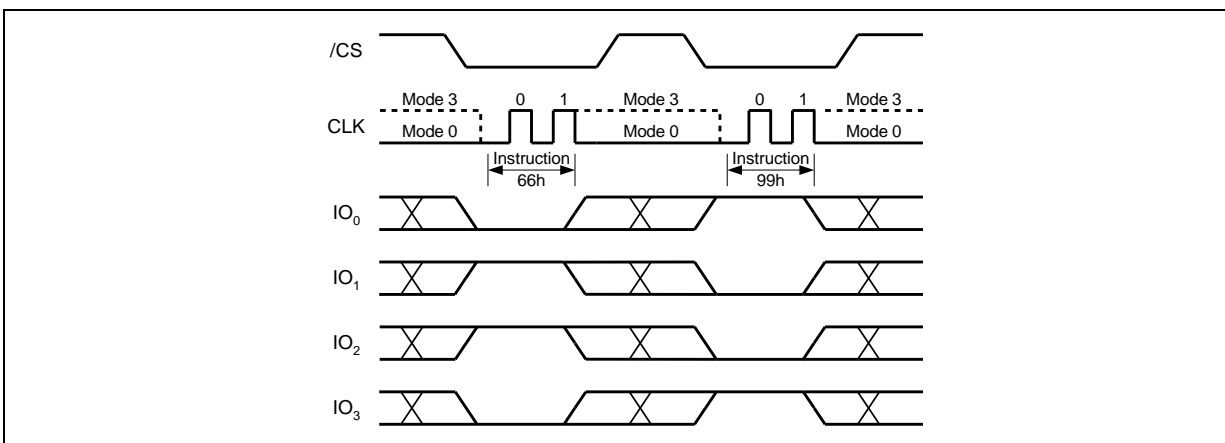 /CS
Mode 3 0 1 Mode 3 0 1 Mode 3
CLK Mode 0 Mode 0 Mode 0
Instruction Instruction
66h 99h
IO0
IO1
IO2
IO3